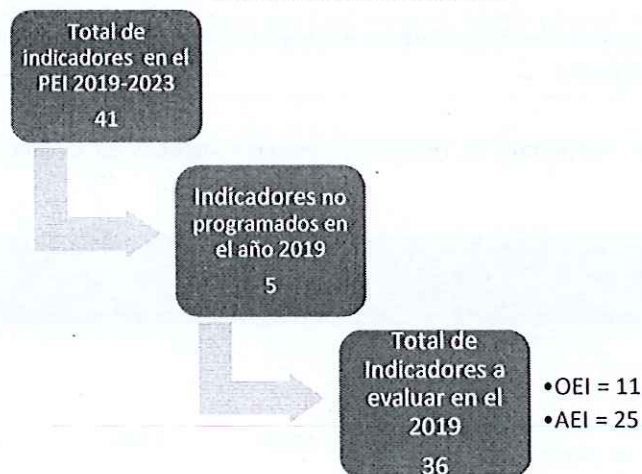 Total de
indicadores en el
PEI 2019-2023
41
Indicadores no
programados en
el año 2019
5
Total de
Indicadores a
evaluar en el
2019
36
•OEI = 11
•AEI = 25